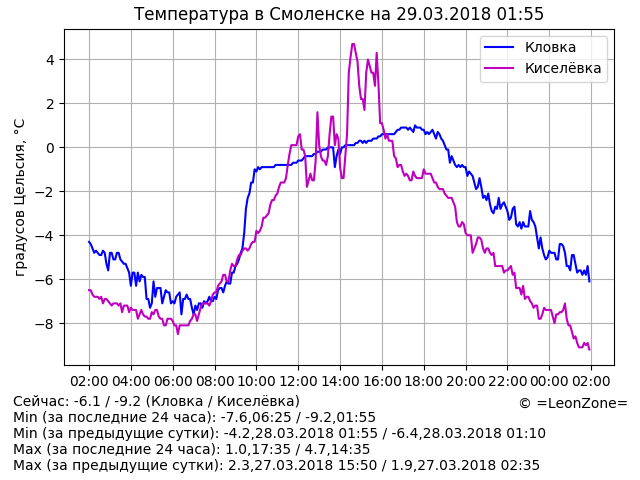 Температура в Смоленске на 29.03.2018 01:55
Кловка
Киселёвка
градусов Цельсия, °C
4
2
0
−2
−4
−6
−8
02:00 04:00 06:00 08:00 10:00 12:00 14:00 16:00 18:00 20:00 22:00 00:00 02:00
Сейчас: -6.1 / -9.2 (Кловка / Киселёвка)
© =LeonZone=
Min (за последние 24 часа): -7.6,06:25 / -9.2,01:55
Min (за предыдущие сутки): -4.2,28.03.2018 01:55 / -6.4,28.03.2018 01:10
Max (за последние 24 часа): 1.0,17:35 / 4.7,14:35
Max (за предыдущие сутки): 2.3,27.03.2018 15:50 / 1.9,27.03.2018 02:35